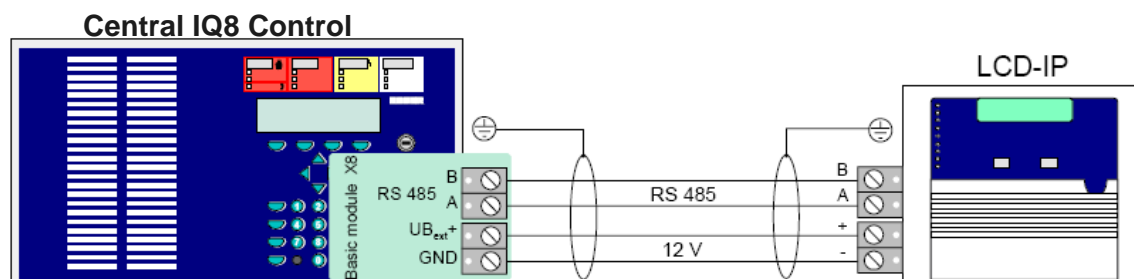 Central IQ8 Control
LCD-IP
Basic module X8
RS 485
B
A
UBext+
GND
RS 485
12 V
B
A
+
-